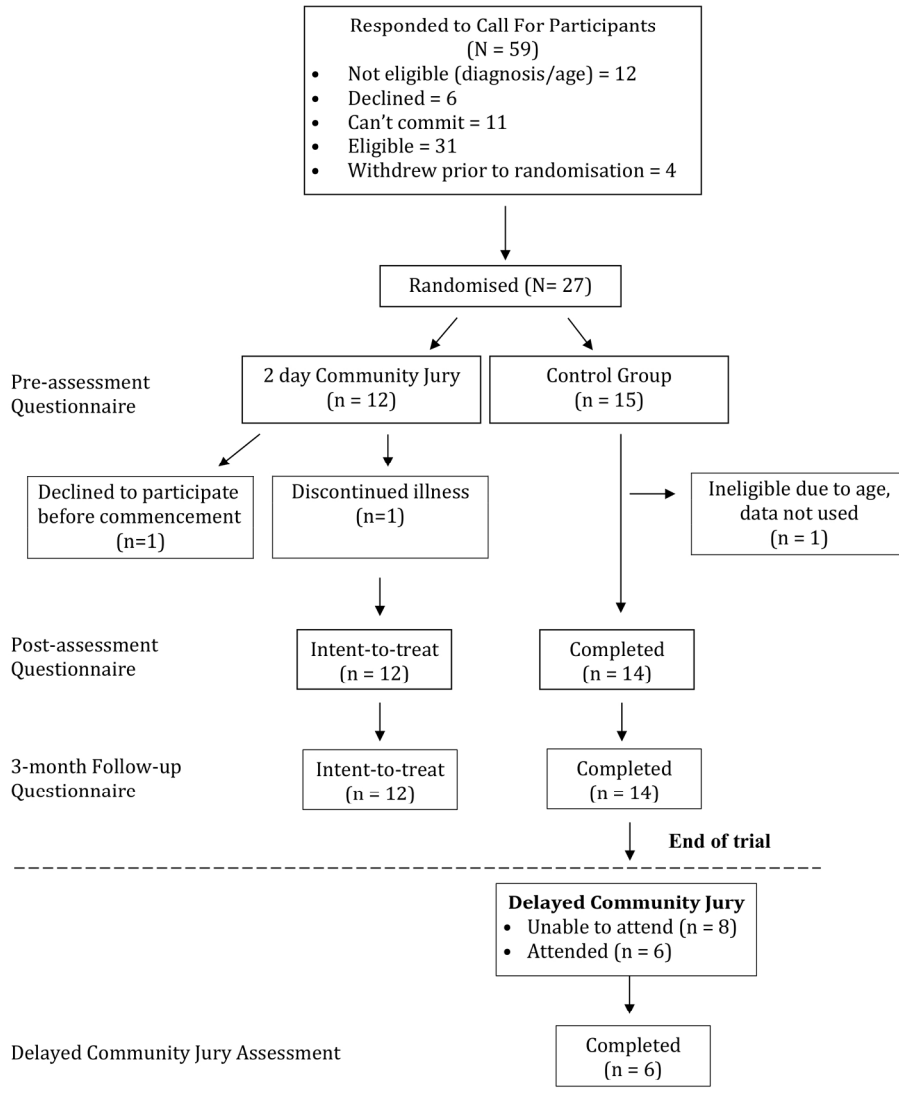 Responded to Call For Participants
(N = 59)
• Not eligible (diagnosis/age) = 12
• Declined = 6
• Can’t commit = 11
• Eligible = 31
• Withdrew prior to randomisation = 4
Randomised (N= 27)
Pre-assessment
Questionnaire
2 day Community Jury
(n = 12)
Control Group
(n = 15)
Declined to participate
before commencement
(n=1)
Discontinued illness
(n=1)
Ineligible due to age,
data not used
(n = 1)
Post-assessment
Questionnaire
Intent-to-treat
(n = 12)
Completed
(n = 14)
3-month Follow-up
Questionnaire
Intent-to-treat
(n = 12)
Completed
(n = 14)
End of trial
Delayed Community Jury
• Unable to attend (n = 8)
• Attended (n = 6)
Delayed Community Jury Assessment
Completed
(n = 6)